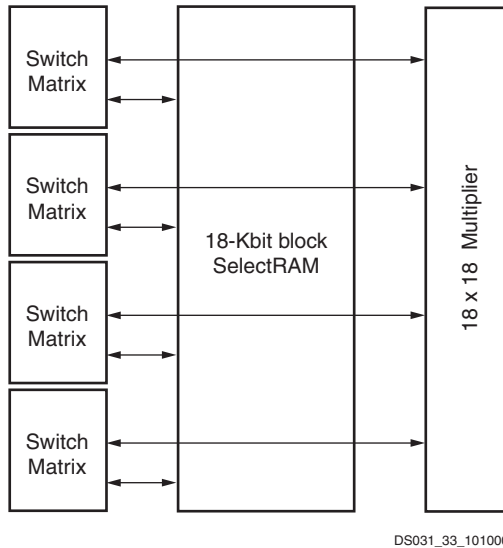 Switch
Matrix
Switch
Matrix
Switch
Matrix
Switch
Matrix
18-Kbit block
SelectRAM
18 x 18 Multiplier